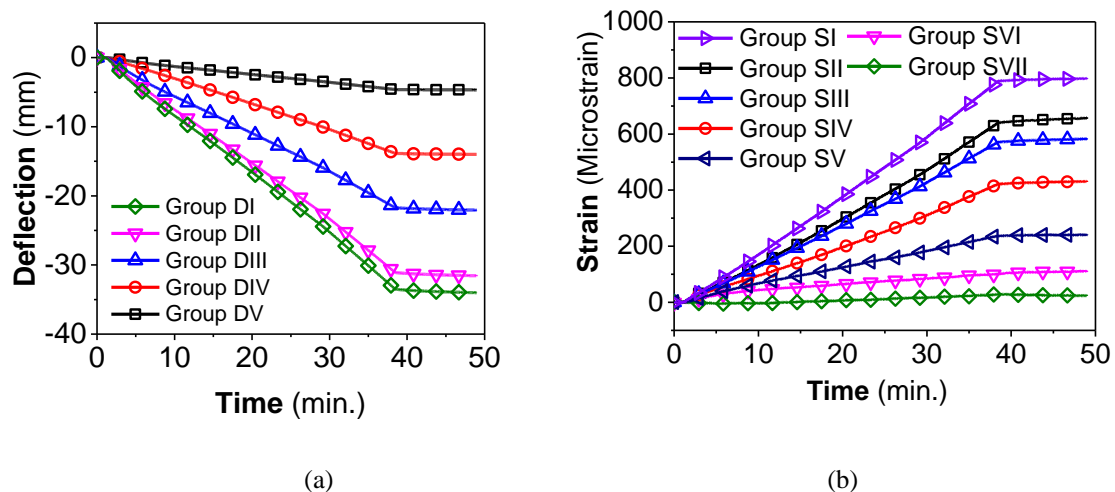 0
-10
-20
-30
-40
Deflection (mm)
Group DI
Group DII
Group DIII
Group DIV
Group DV
0 10 20 30 40 50
Time (min.)
(a)
1000
800
600
400
200
0
-100
Strain (Microstrain)
Group SI
Group SII
Group SIII
Group SIV
Group SV
Group SVI
Group SVII
0 10 20 30 40 50
Time (min.)
(b)